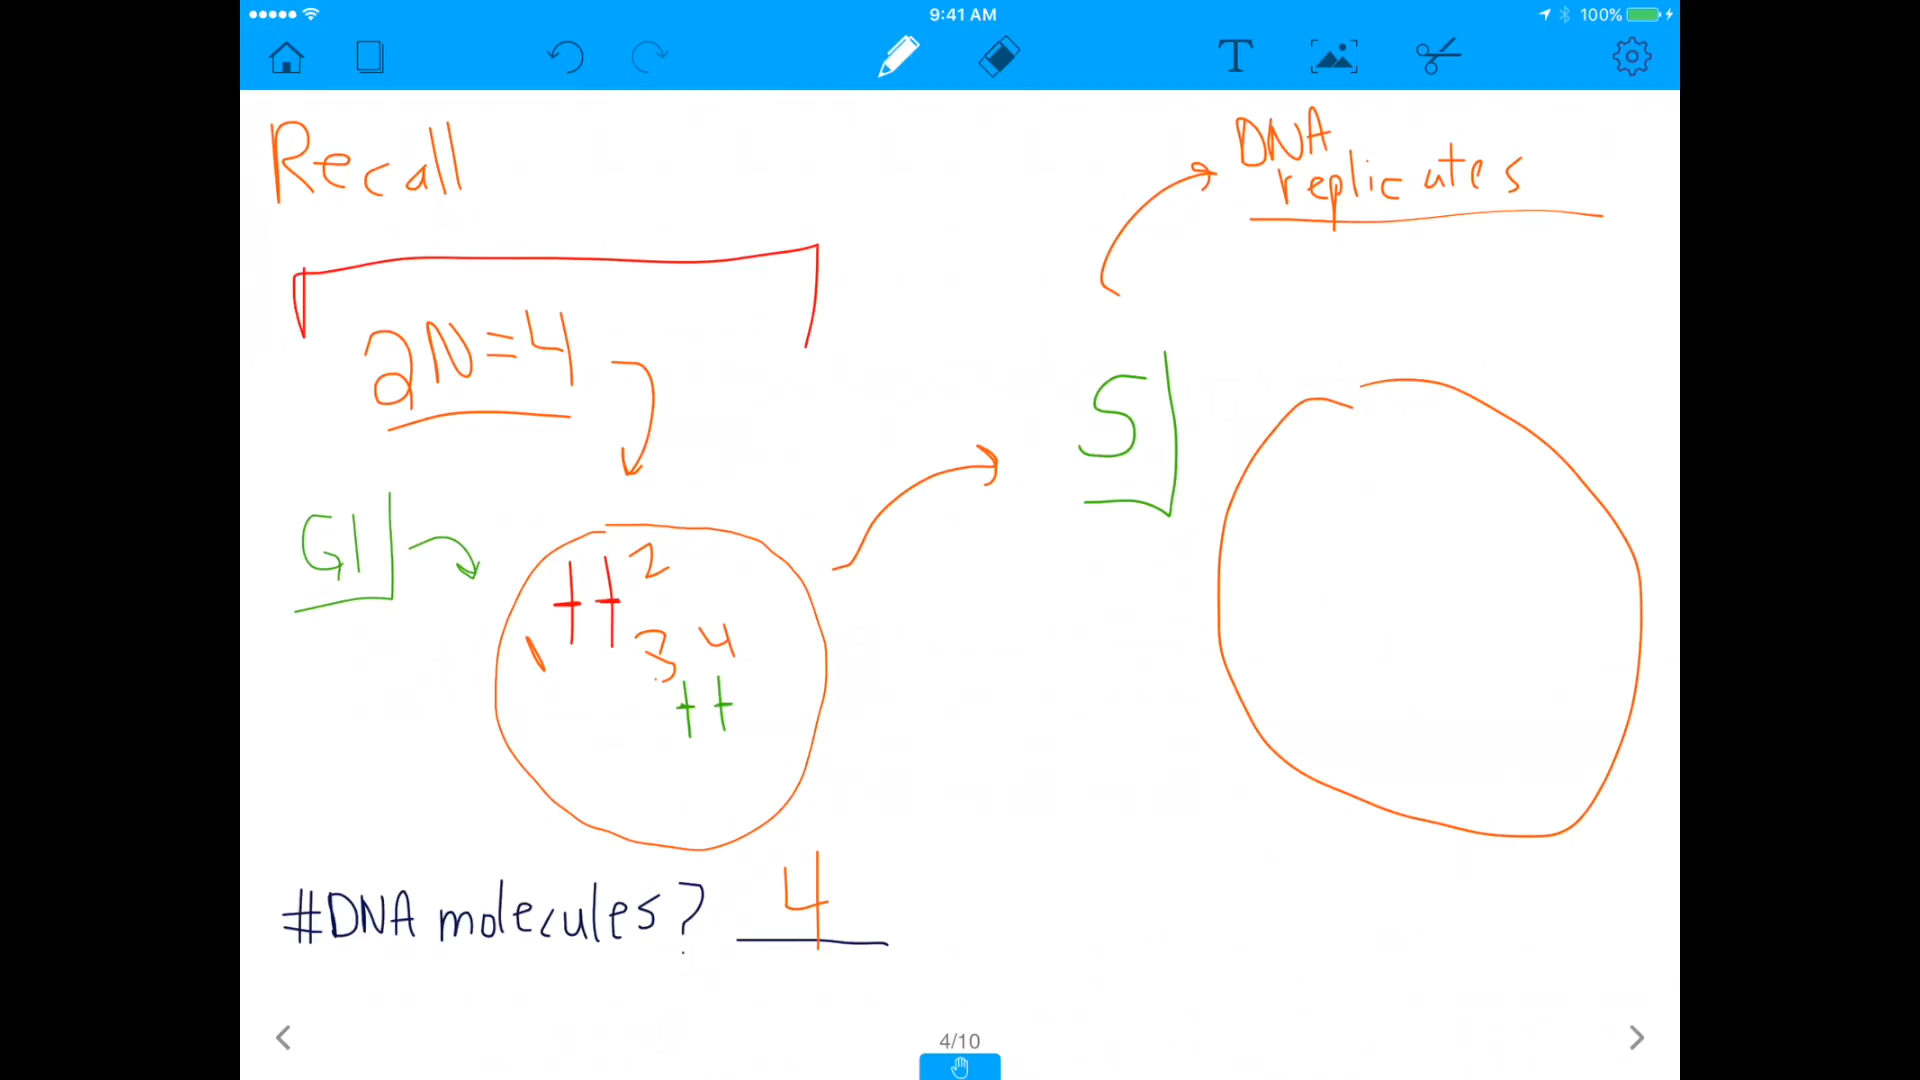 9:41 AM
100%
T
Recall
DNA
replicates
2N=4
S
G1
2
1
3 4
#DNA molecules? 4
4/10